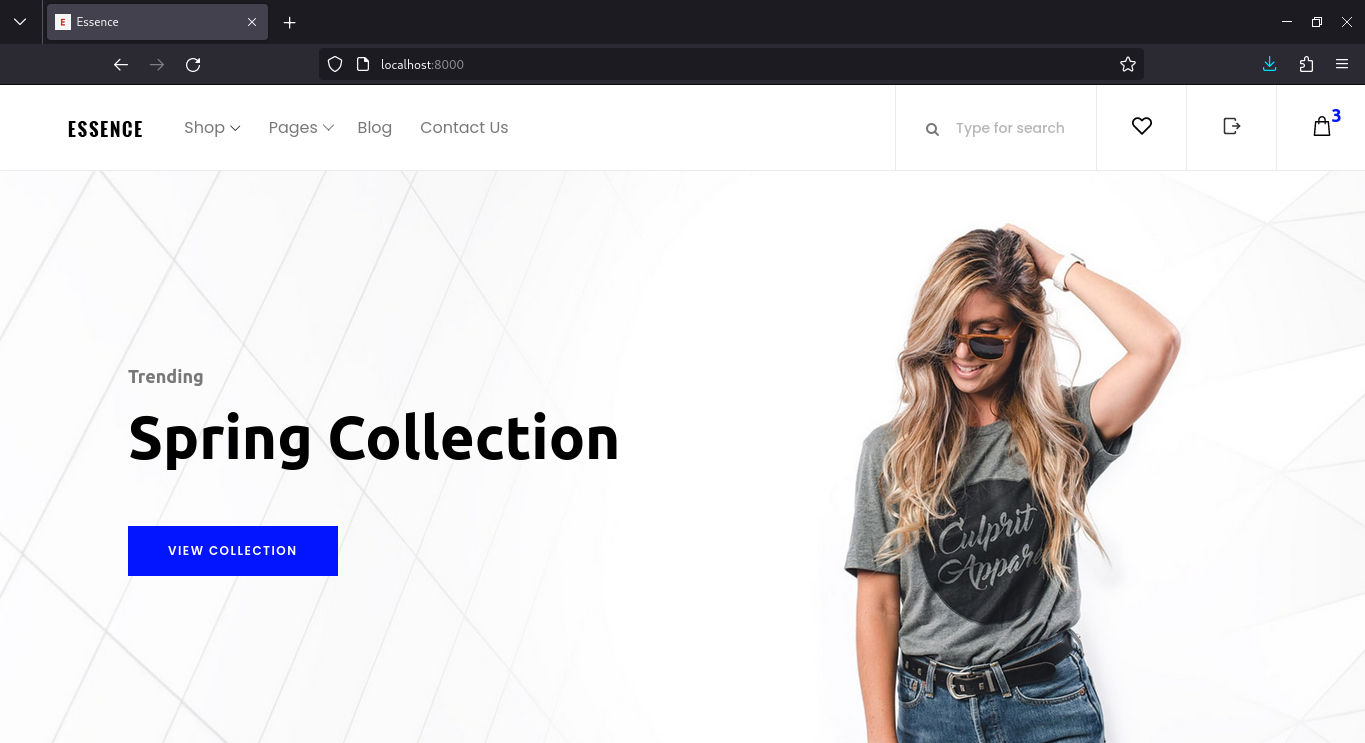 E Essence
localhost:8000
ESSENCE Shop Pages Blog Contact Us Type for search 3
Trending
Spring Collection
VIEW COLLECTION
Culprit
Appare